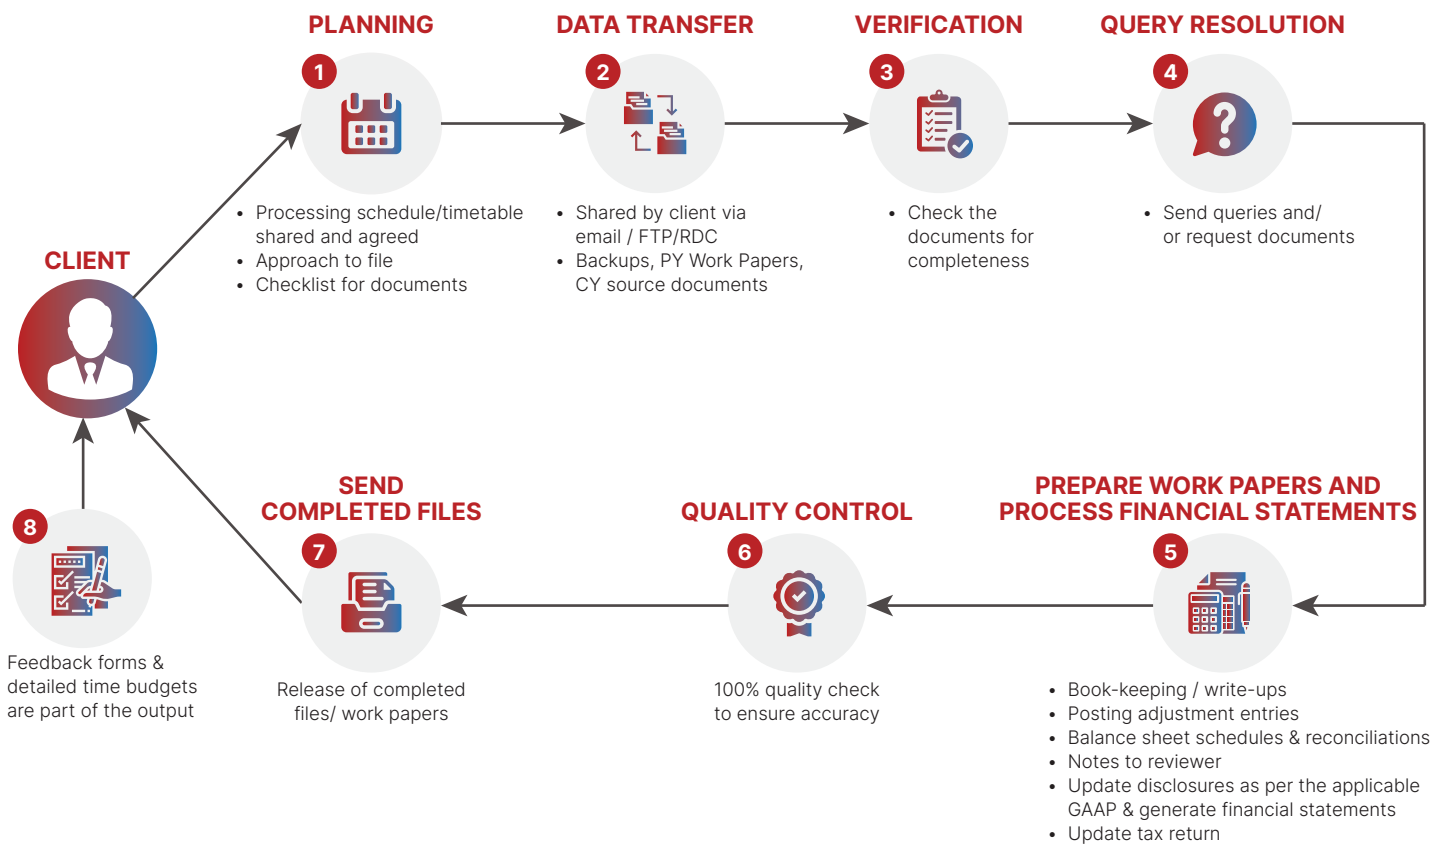 PLANNING
1
• Processing schedule/timetable
shared and agreed
• Approach to file
• Checklist for documents
DATA TRANSFER
2
• Shared by client via
email / FTP/RDC
• Backups, PY Work Papers,
CY source documents
VERIFICATION
3
• Check the
documents for
completeness
QUERY RESOLUTION
4
?
• Send queries and/
or request documents
CLIENT
PREPARE WORK PAPERS AND
PROCESS FINANCIAL STATEMENTS
5
• Book-keeping / write-ups
• Posting adjustment entries
• Balance sheet schedules & reconciliations
• Notes to reviewer
• Update disclosures as per the applicable
GAAP & generate financial statements
• Update tax return
QUALITY CONTROL
6
100% quality check
to ensure accuracy
SEND
COMPLETED FILES
7
Release of completed
files/ work papers
8
Feedback forms &
detailed time budgets
are part of the output